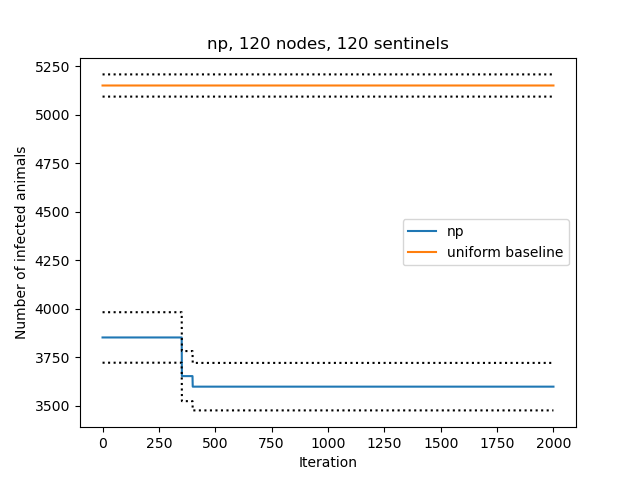 np, 120 nodes, 120 sentinels
Number of infected animals
5250
5000
4750
4500
4250
4000
3750
3500
np
uniform baseline
0 250 500 750 1000 1250 1500 1750 2000
Iteration